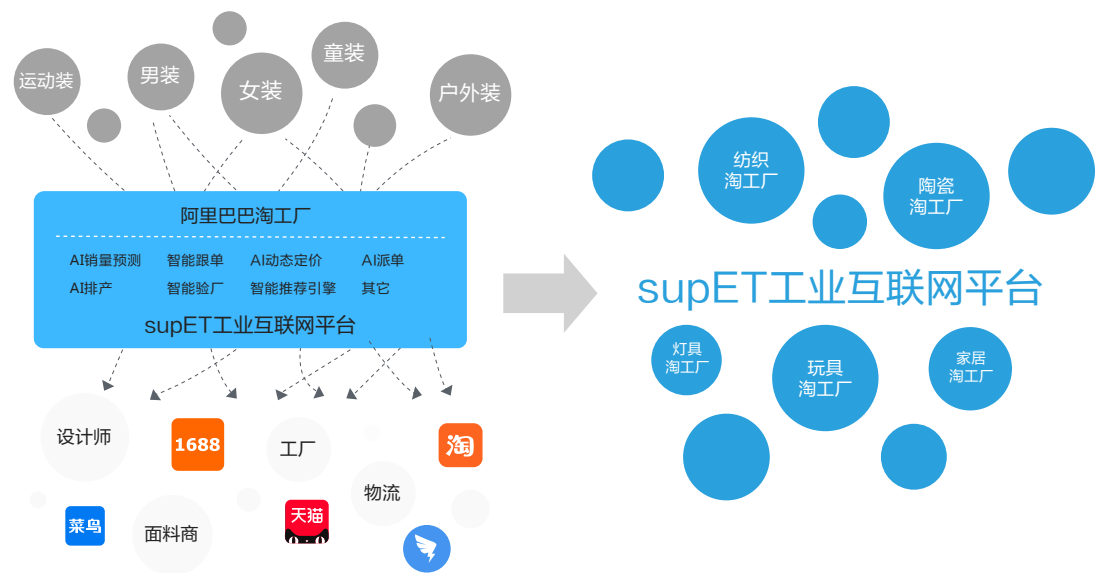 运动装
男装
女装
童装
户外装
阿里巴巴淘工厂
AI销量预测 智能跟单 AI动态定价 AI派单
AI排产 智能验厂 智能推荐引擎 其它
supET工业互联网平台
设计师
1688
工厂
淘
物流
菜鸟
面料商
天猫
纺织
淘工厂
陶瓷
淘工厂
supET工业互联网平台
灯具
淘工厂
玩具
淘工厂
家居
淘工厂